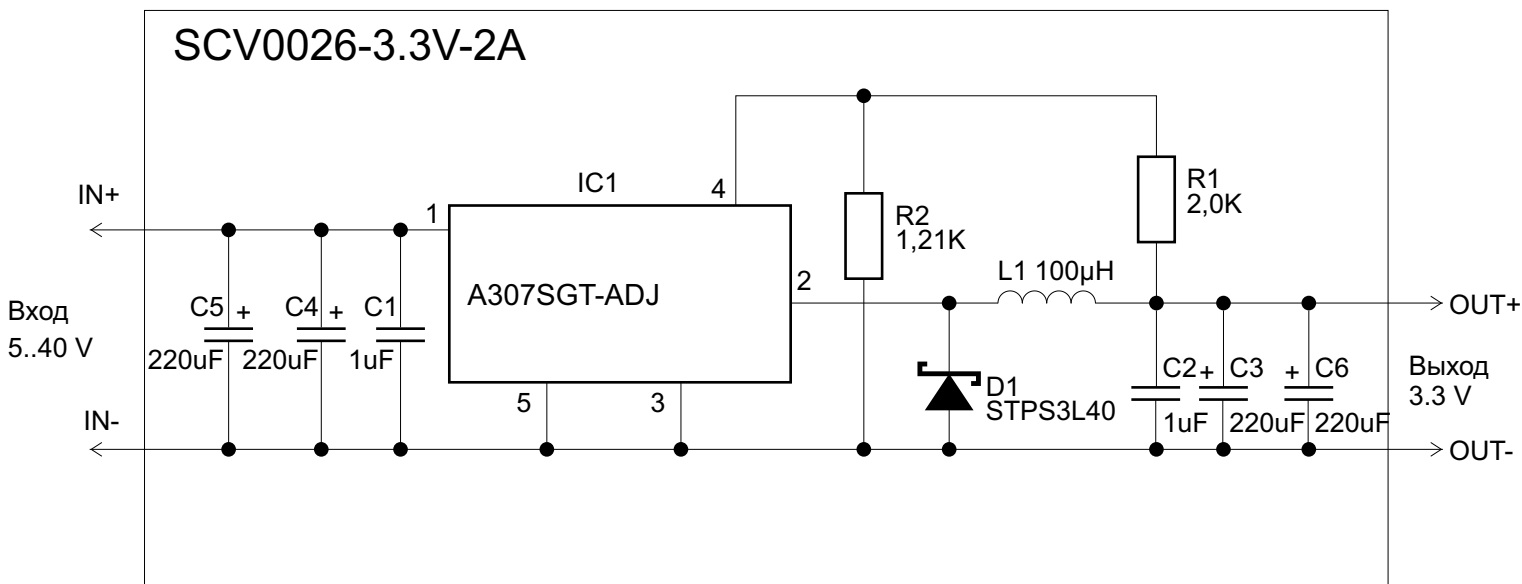 SCV0026-3.3V-2A
IN+
IC1
1
4
A307SGT-ADJ
2
5
3
R2
1,21K
R1
2,0K
L1 100µH
OUT+
Вход
5..40 V
C5 +
220uF
C4 +
220uF
C1
1uF
D1
STPS3L40
C2
1uF
+ C3
220uF
+ C6
220uF
Выход
3.3 V
IN-
OUT-